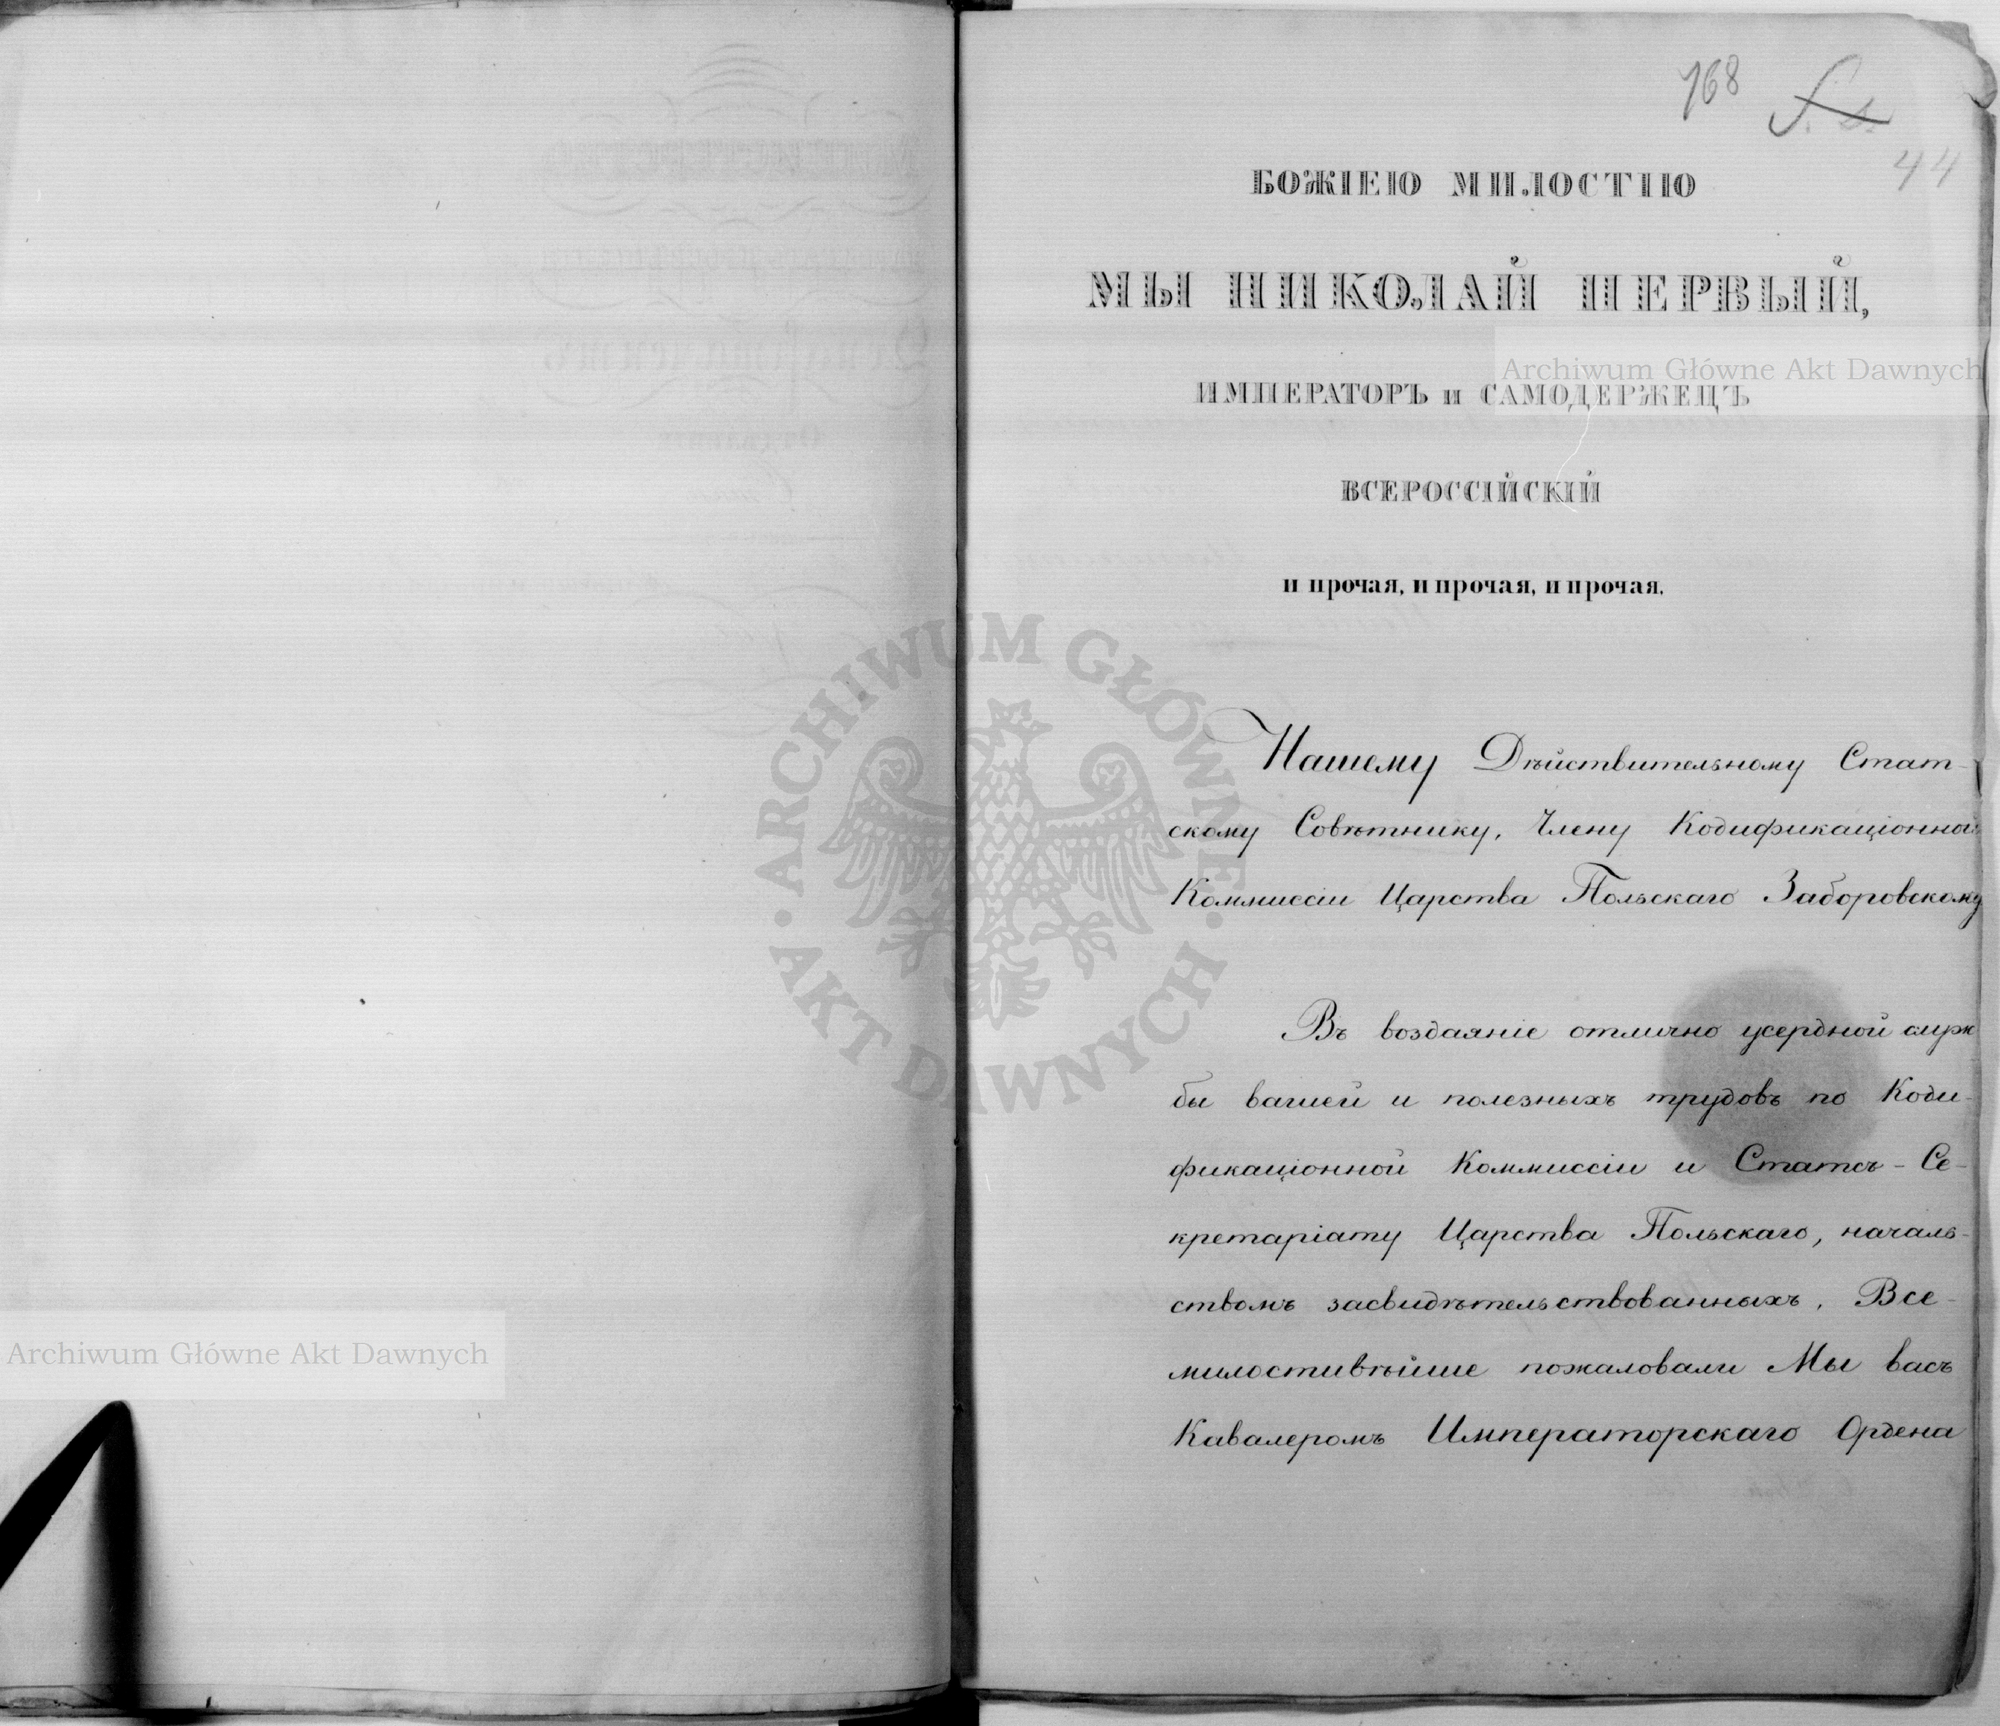 768
44
БОЖІЕЮ МИЛОСТІЮ
МЫ НИКОЛАЙ ПЕРВЫЙ,
Archiwum Główne Akt Dawnych
ИМПЕРАТОРЪ и САМОДЕРЖЕЦЪ
ВСЕРОССІЙСКІЙ
и прочая, и прочая, и прочая.
ARCHIWUM GŁÓWNE · AKT DAWNYCH ·
Нашему Дѣйствительному Стат-
скому Совѣтнику, Члену Кодификаціонной
Коммиссіи Царства Польскаго Заборовскому
Въ воздаяніе отлично усердной служ
бы вашей и полезныхъ трудовъ по Коди-
фикаціонной Коммиссіи и Статсъ-Се-
кретаріату Царства Польскаго, началь-
ствомъ засвидѣтельствованныхъ, Все-
милостивѣйше пожаловали Мы васъ
Кавалеромъ Императорскаго Ордена
Archiwum Główne Akt Dawnych